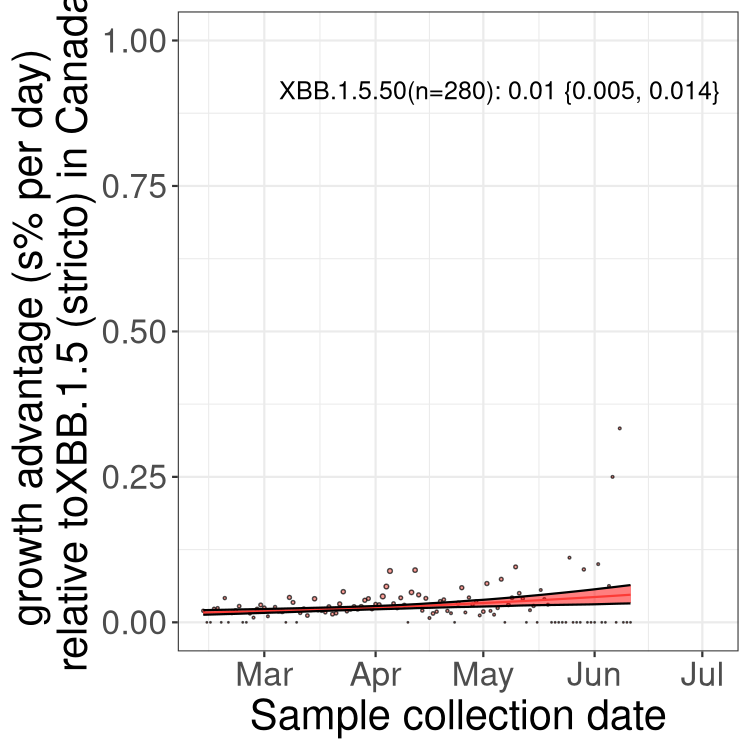 growth advantage (s% per day)
relative toXBB.1.5 (stricto) in Canada
1.00
0.75
0.50
0.25
0.00
XBB.1.5.50(n=280): 0.01 {0.005, 0.014}
Mar Apr May Jun Jul
Sample collection date